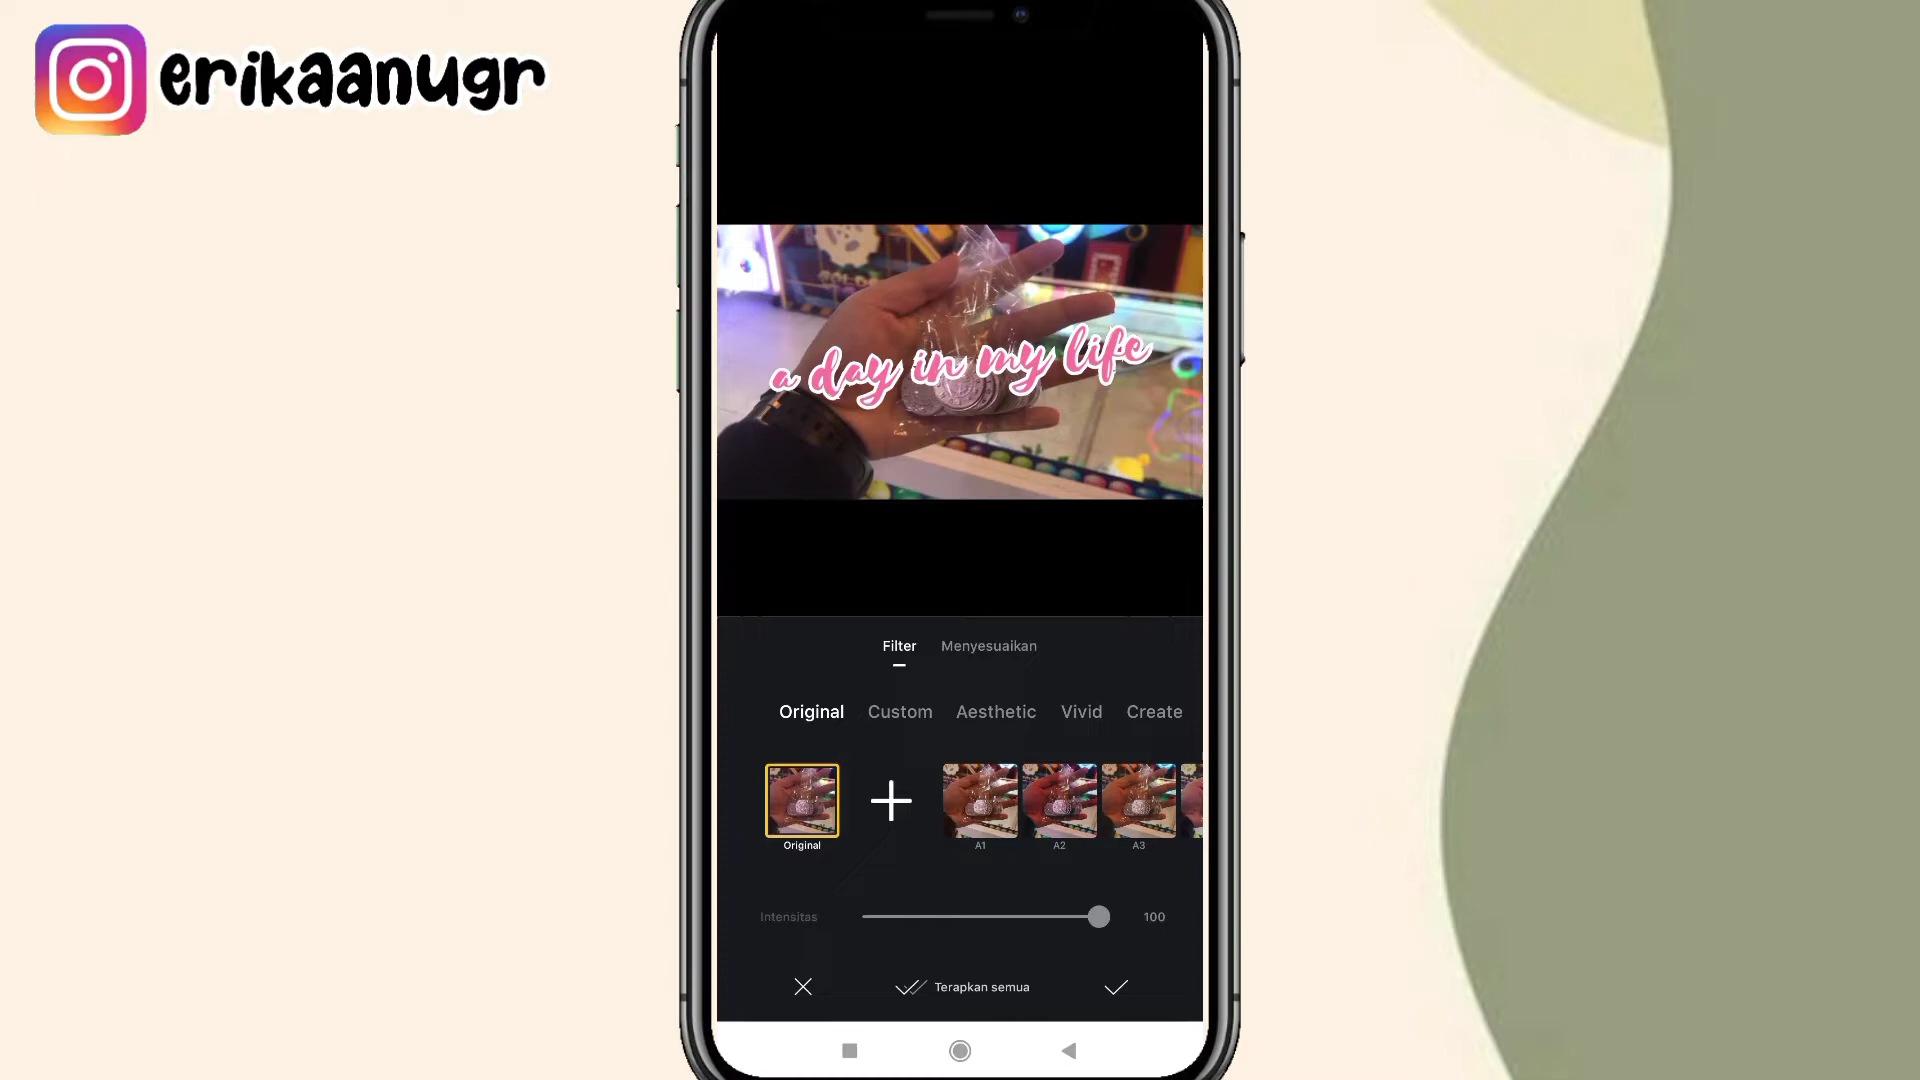 erikaanugr
a day in my life
Filter Menyesuaikan
Original Custom Aesthetic Vivid Create
Original A1 A2 A3
Intensitas 100
Terapkan semua